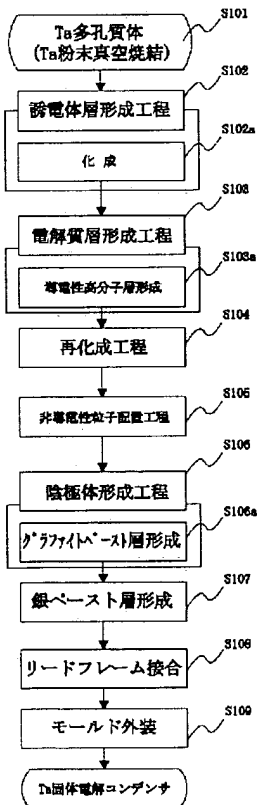 S101
Ta多孔質体
(Ta粉末真空焼結)
S102
誘電体層形成工程
S102a
化成
S103
電解質層形成工程
S103a
導電性高分子層形成
S104
再化成工程
S105
非導電性粒子配置工程
S106
陰極体形成工程
S106a
グラファイトペースト層形成
S107
銀ペースト層形成
S108
リードフレーム接合
S109
モールド外装
Ta固体電解コンデンサ